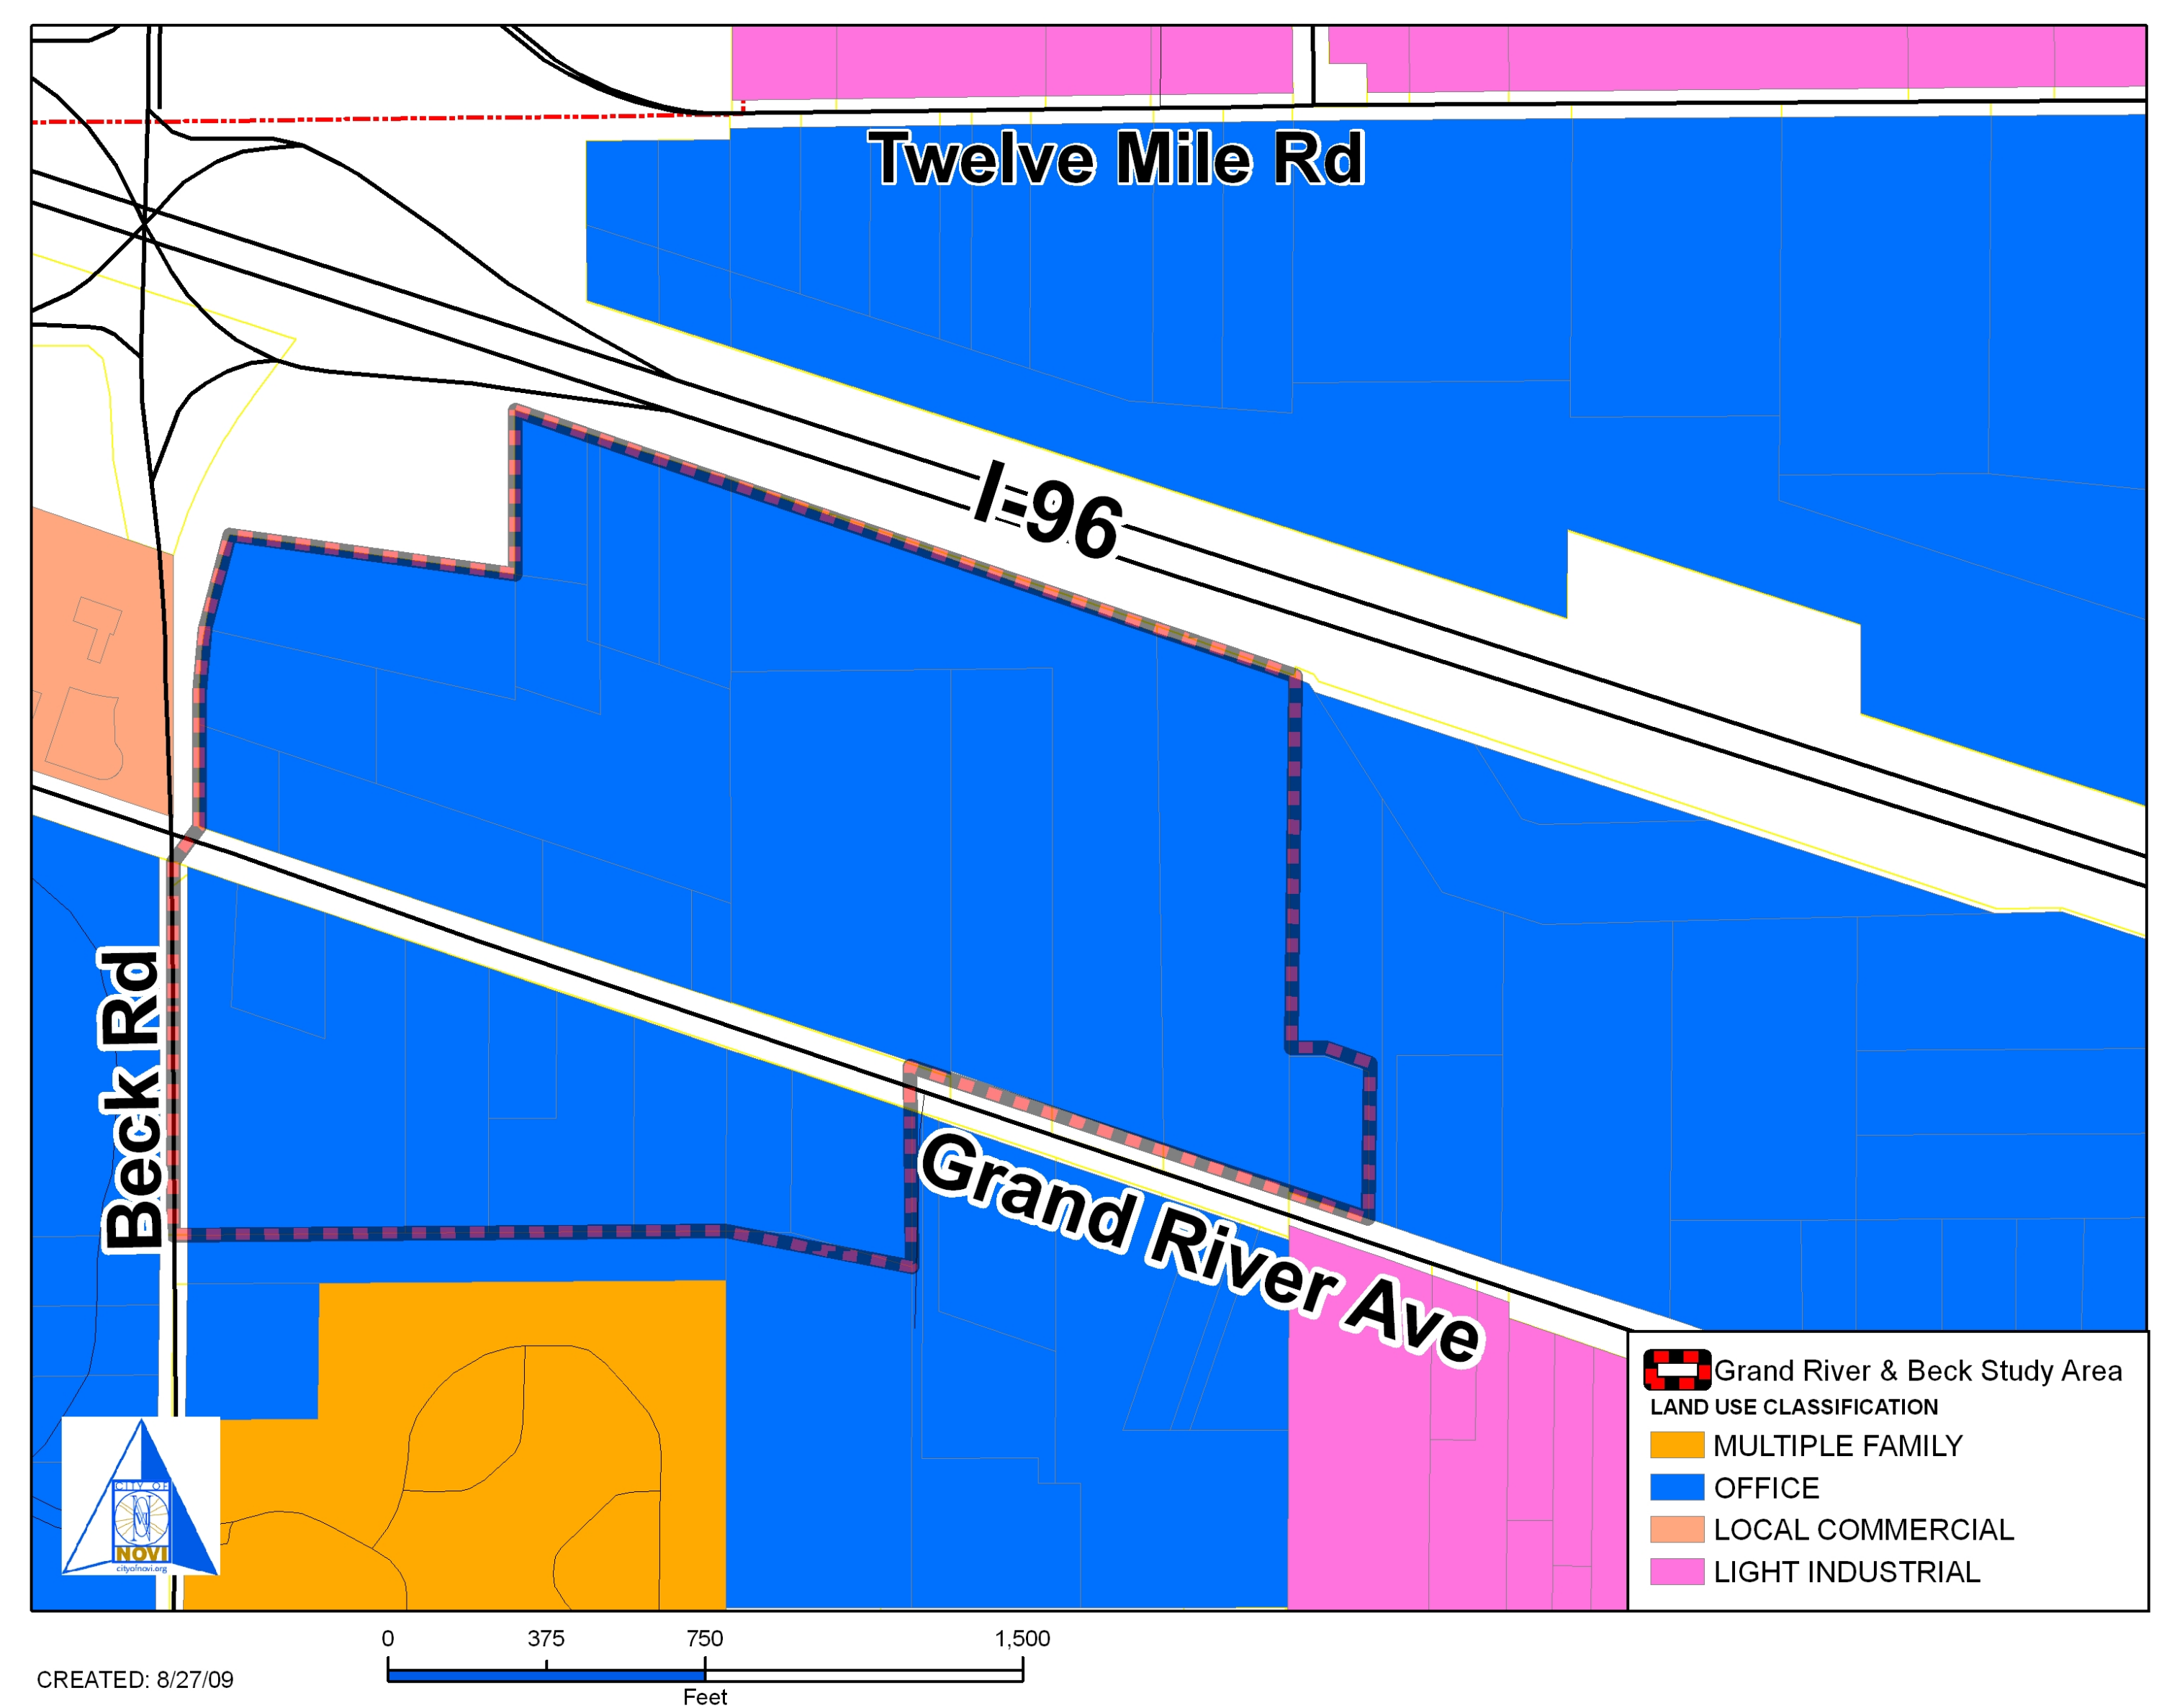 Twelve Mile Rd
I-96
Beck Rd
Grand River Ave
Grand River & Beck Study Area
LAND USE CLASSIFICATION
MULTIPLE FAMILY
OFFICE
LOCAL COMMERCIAL
LIGHT INDUSTRIAL
CITY OF
NOVI
cityofnovi.org
0 375 750 1,500
Feet
CREATED: 8/27/09